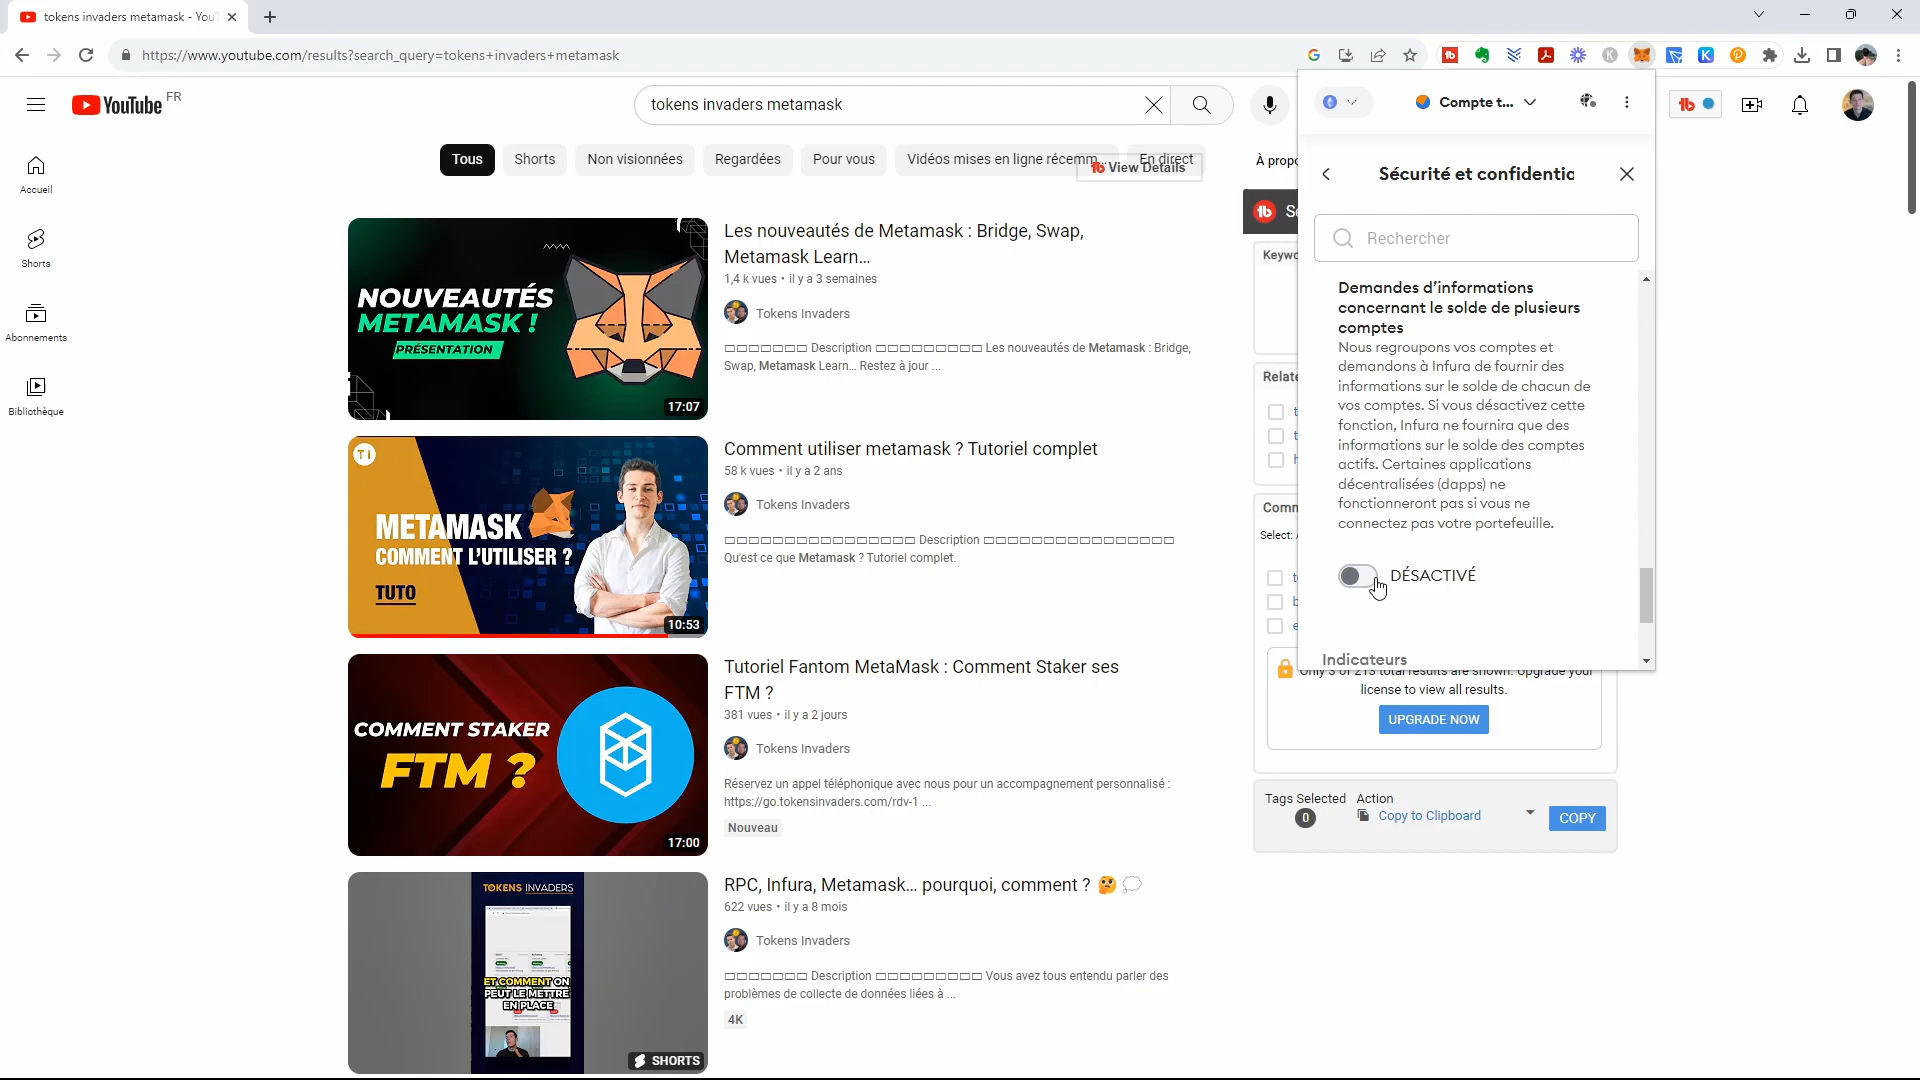 tokens invaders metamask - You
https://www.youtube.com/results?search_query=tokens+invaders+metamask
YouTube FR
tokens invaders metamask
Tous
Shorts
Non visionnées
Regardées
Pour vous
Vidéos mises en ligne récemm...
En direct
View Details
À propo
Accueil
Shorts
Abonnements
Bibliothèque
NOUVEAUTÉS
METAMASK !
PRÉSENTATION
17:07
Les nouveautés de Metamask : Bridge, Swap,
Metamask Learn...
1,4 k vues • il y a 3 semaines
Tokens Invaders
Description Les nouveautés de Metamask : Bridge,
Swap, Metamask Learn... Restez à jour ...
TI
METAMASK
COMMENT L'UTILISER ?
TUTO
10:53
Comment utiliser metamask ? Tutoriel complet
58 k vues • il y a 2 ans
Tokens Invaders
Description
Qu'est ce que Metamask ? Tutoriel complet.
COMMENT STAKER
FTM ?
17:00
Tutoriel Fantom MetaMask : Comment Staker ses
FTM ?
381 vues • il y a 2 jours
Tokens Invaders
Réservez un appel téléphonique avec nous pour un accompagnement personnalisé :
https://go.tokensinvaders.com/rdv-1 ...
Nouveau
TOKENS INVADERS
ET COMMENT ON
PEUT LE METTRE
EN PLACE
SHORTS
RPC, Infura, Metamask... pourquoi, comment ? 🤔 💭
622 vues • il y a 8 mois
Tokens Invaders
Description Vous avez tous entendu parler des
problèmes de collecte de données liées à ...
4K
Compte t...
Sécurité et confidentia
Rechercher
Demandes d’informations
concernant le solde de plusieurs
comptes
Nous regroupons vos comptes et
demandons à Infura de fournir des
informations sur le solde de chacun de
vos comptes. Si vous désactivez cette
fonction, Infura ne fournira que des
informations sur le solde des comptes
actifs. Certaines applications
décentralisées (dapps) ne
fonctionneront pas si vous ne
connectez pas votre portefeuille.
DÉSACTIVÉ
Indicateurs
Keywo
Relate
Comm
Select:
Only 3 of 213 total results are shown. Upgrade your
license to view all results.
UPGRADE NOW
Tags Selected
0
Action
Copy to Clipboard
COPY